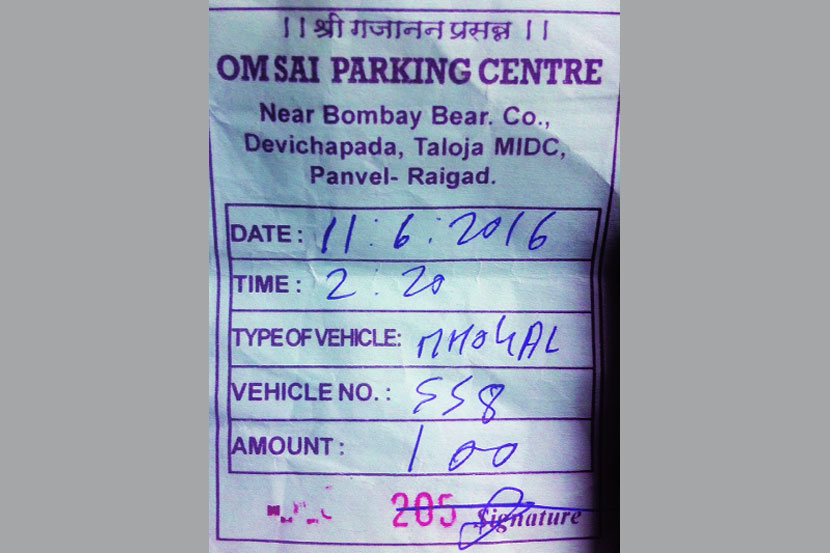 || श्री गजानन प्रसन्न ||
OM SAI PARKING CENTRE
Near Bombay Bear. Co.,
Devichapada, Taloja MIDC,
Panvel- Raigad.
DATE : 11:6:2016
TIME : 2:20
TYPE OF VEHICLE: MH04AL
VEHICLE NO. : 558
AMOUNT : 100
205 Signature